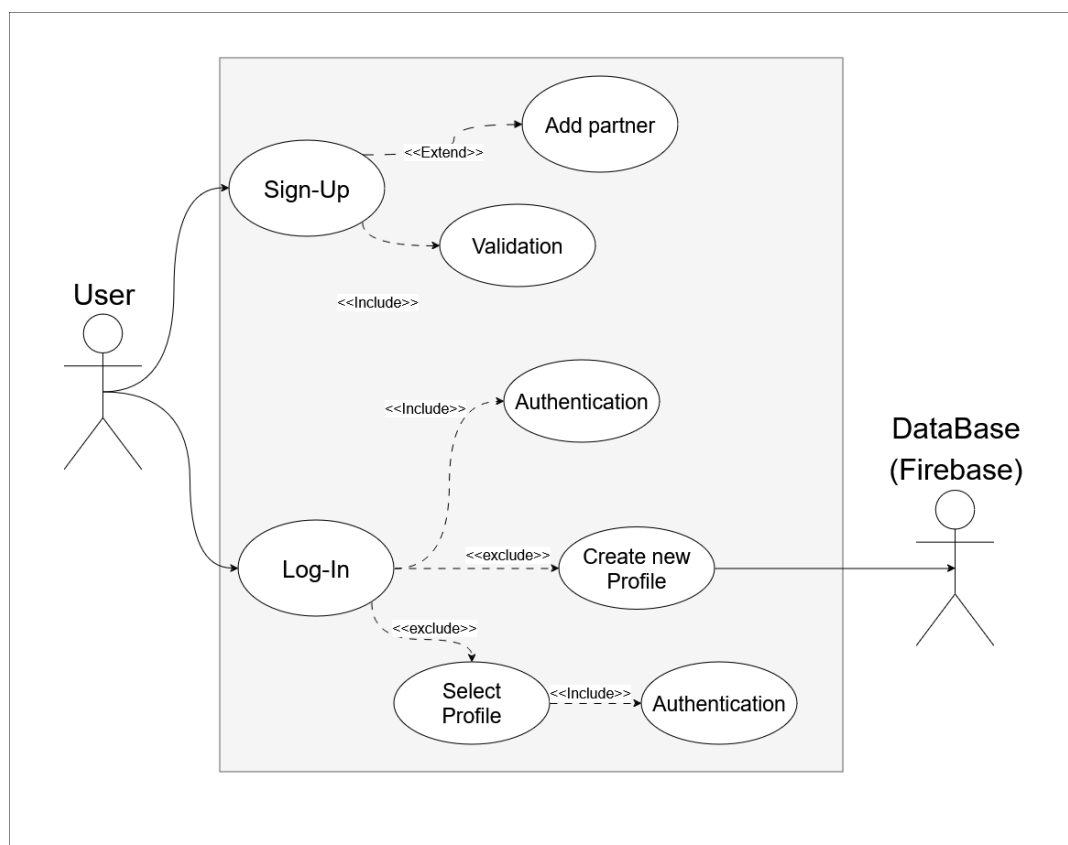 Add partner
<<Extend>>
Sign-Up
Validation
User
<<Include>>
<<Include>>
Authentication
DataBase
(Firebase)
Log-In
<<exclude>>
Create new
Profile
<<exclude>>
Select
Profile
<<Include>>
Authentication